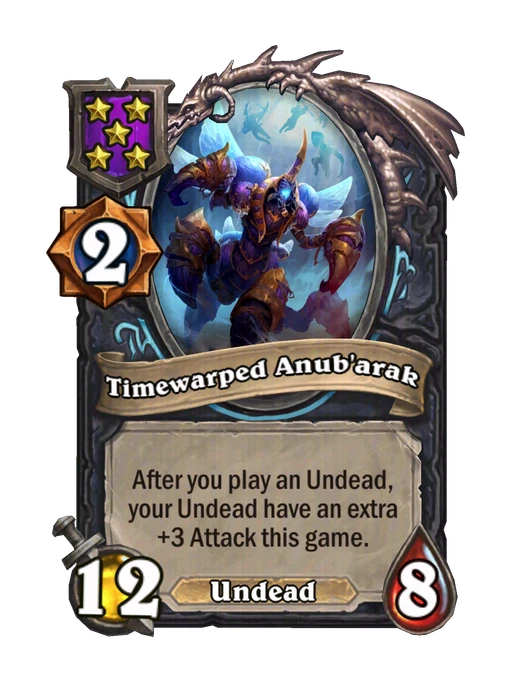 2
Timewarped Anub'arak
After you play an Undead,
your Undead have an extra
+3 Attack this game.
12
Undead
8